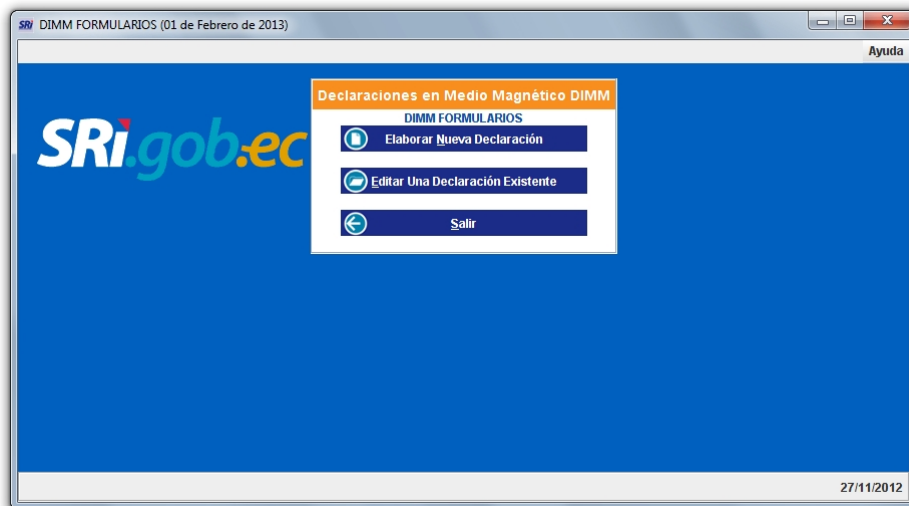 SRi DIMM FORMULARIOS (01 de Febrero de 2013)
Ayuda
SRi.gob.ec
Declaraciones en Medio Magnético DIMM
DIMM FORMULARIOS
Elaborar Nueva Declaración
Editar Una Declaración Existente
Salir
27/11/2012